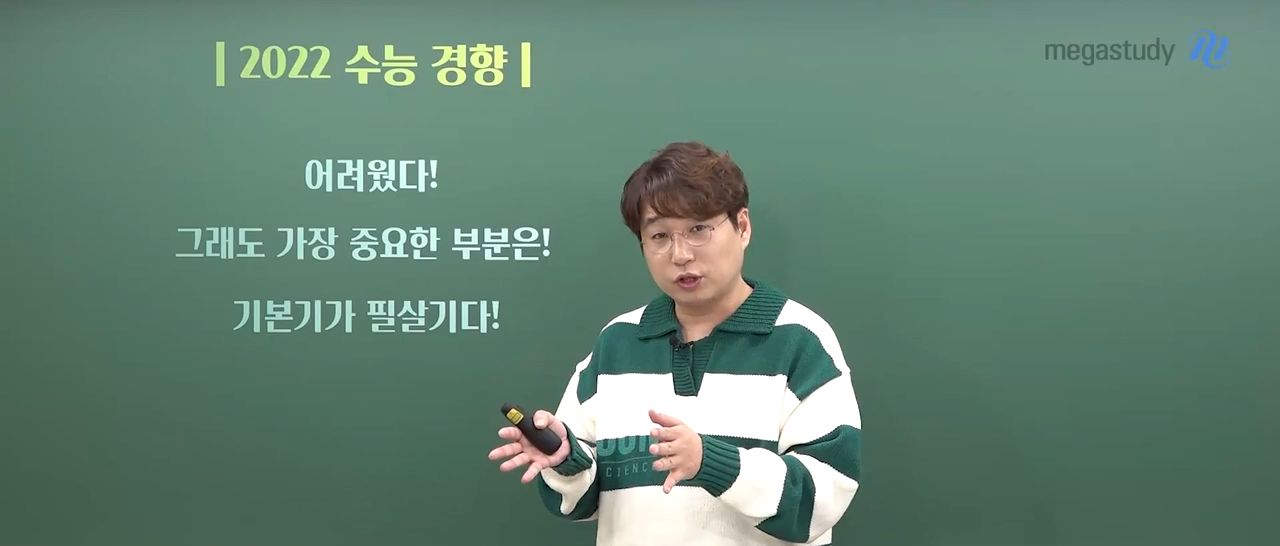 | 2022 수능 경향 |
megastudy
어려웠다!
그래도 가장 중요한 부분은!
기본기가 필살기다!